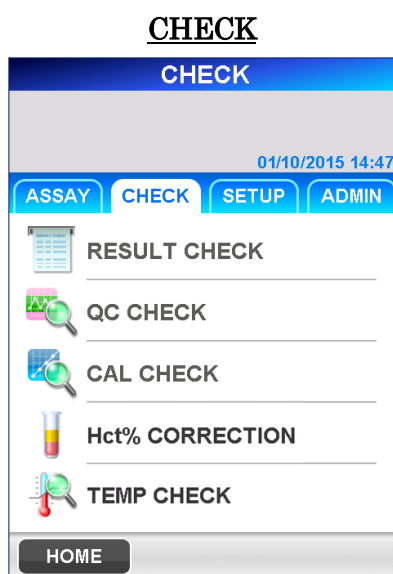 CHECK
CHECK
01/10/2015 14:47
ASSAY CHECK SETUP ADMIN
RESULT CHECK
QC CHECK
CAL CHECK
Hct% CORRECTION
TEMP CHECK
HOME